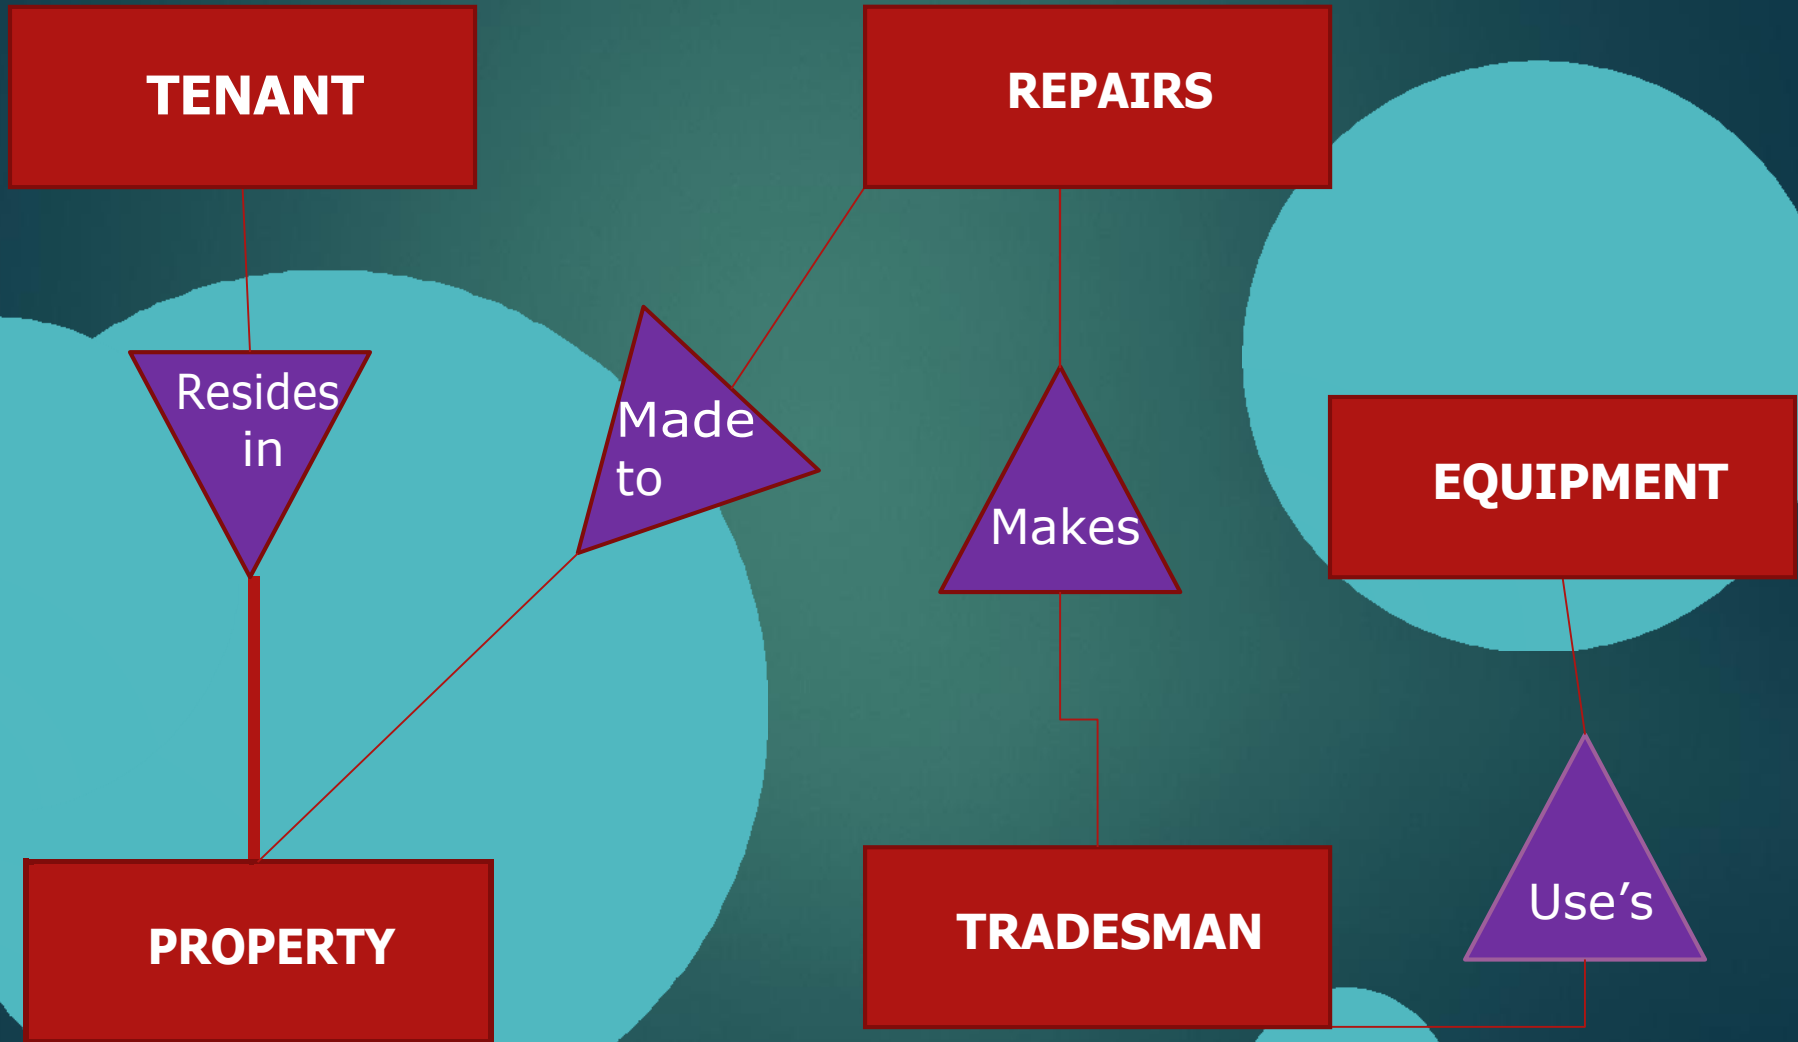 TENANT
REPAIRS
Resides
in
Made
to
Makes
EQUIPMENT
Use’s
PROPERTY
TRADESMAN